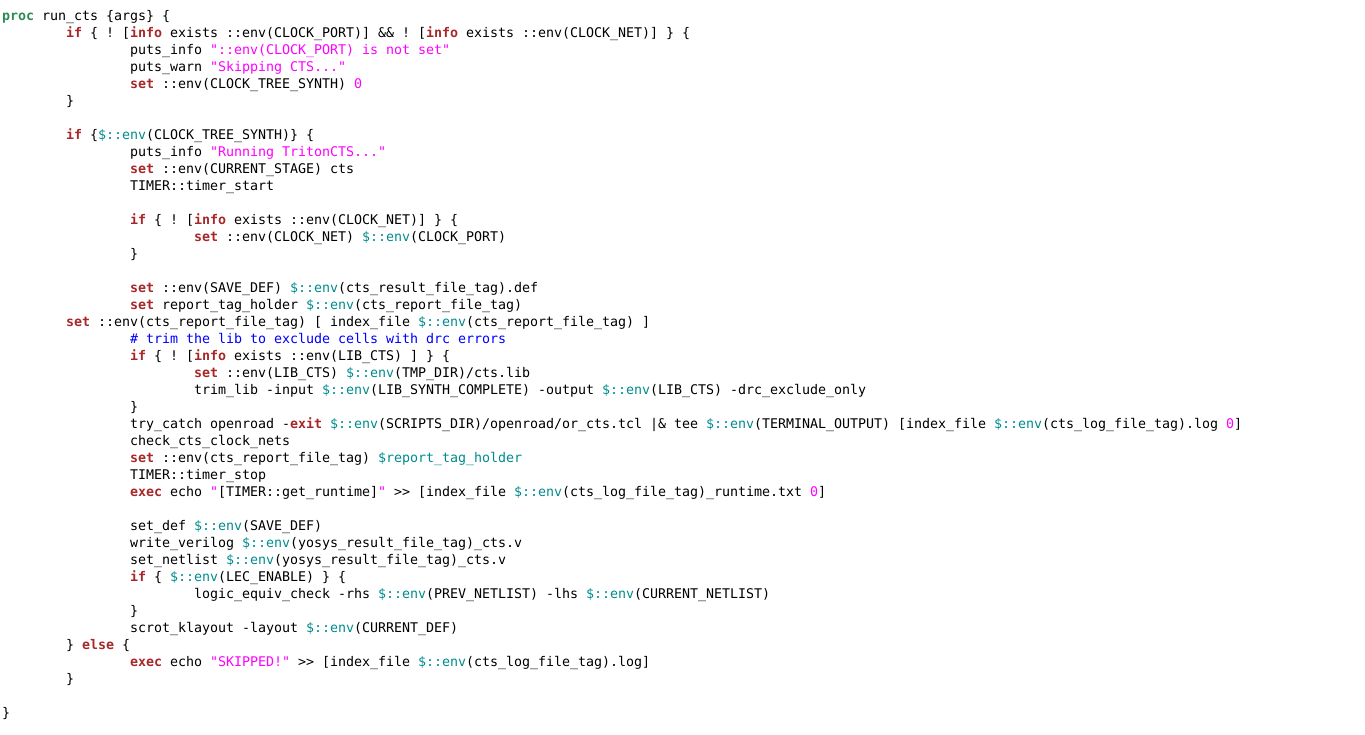 proc run_cts {args} {
        if { ! [info exists ::env(CLOCK_PORT)] && ! [info exists ::env(CLOCK_NET)] } {
                puts_info "::env(CLOCK_PORT) is not set"
                puts_warn "Skipping CTS..."
                set ::env(CLOCK_TREE_SYNTH) 0
        }

        if {$::env(CLOCK_TREE_SYNTH)} {
                puts_info "Running TritonCTS..."
                set ::env(CURRENT_STAGE) cts
                TIMER::timer_start

                if { ! [info exists ::env(CLOCK_NET)] } {
                        set ::env(CLOCK_NET) $::env(CLOCK_PORT)
                }

                set ::env(SAVE_DEF) $::env(cts_result_file_tag).def
                set report_tag_holder $::env(cts_report_file_tag)
        set ::env(cts_report_file_tag) [ index_file $::env(cts_report_file_tag) ]
                # trim the lib to exclude cells with drc errors
                if { ! [info exists ::env(LIB_CTS) ] } {
                        set ::env(LIB_CTS) $::env(TMP_DIR)/cts.lib
                        trim_lib -input $::env(LIB_SYNTH_COMPLETE) -output $::env(LIB_CTS) -drc_exclude_only
                }
                try_catch openroad -exit $::env(SCRIPTS_DIR)/openroad/or_cts.tcl |& tee $::env(TERMINAL_OUTPUT) [index_file $::env(cts_log_file_tag).log 0]
                check_cts_clock_nets
                set ::env(cts_report_file_tag) $report_tag_holder
                TIMER::timer_stop
                exec echo "[TIMER::get_runtime]" >> [index_file $::env(cts_log_file_tag)_runtime.txt 0]

                set_def $::env(SAVE_DEF)
                write_verilog $::env(yosys_result_file_tag)_cts.v
                set_netlist $::env(yosys_result_file_tag)_cts.v
                if { $::env(LEC_ENABLE) } {
                        logic_equiv_check -rhs $::env(PREV_NETLIST) -lhs $::env(CURRENT_NETLIST)
                }
                scrot_klayout -layout $::env(CURRENT_DEF)
        } else {
                exec echo "SKIPPED!" >> [index_file $::env(cts_log_file_tag).log]
        }

}